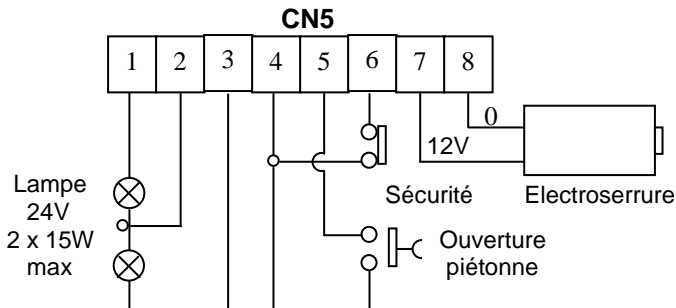 CN5
1 2 3 4 5 6 7 8
0
12V
Lampe
24V
2 x 15W
max
Sécurité
Electroserrure
Ouverture
piétonne